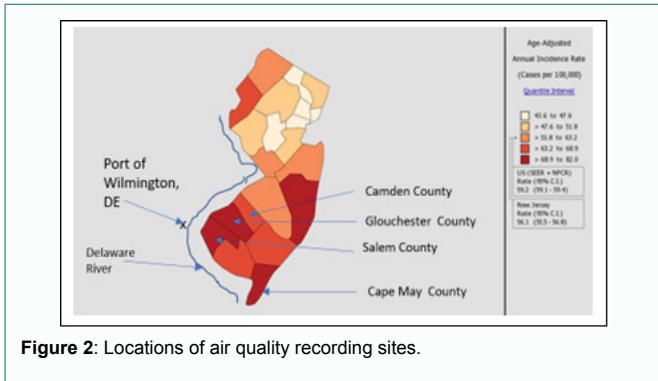 Age-Adjusted
Annual Incidence Rate
(Cases per 100,000)
Quantile Interval
43.6 to 47.6
> 47.6 to 51.8
> 51.8 to 63.2
> 63.2 to 68.9
> 68.9 to 82.0
US (SEER + NPCR)
Rate (95% C.I.)
59.2 (59.1 - 59.4)
New Jersey
Rate (95% C.I.)
56.1 (55.5 - 56.8)
Port of
Wilmington,
DE
X
Delaware
River
Camden County
Glouchester County
Salem County
Cape May County
Figure 2: Locations of air quality recording sites.